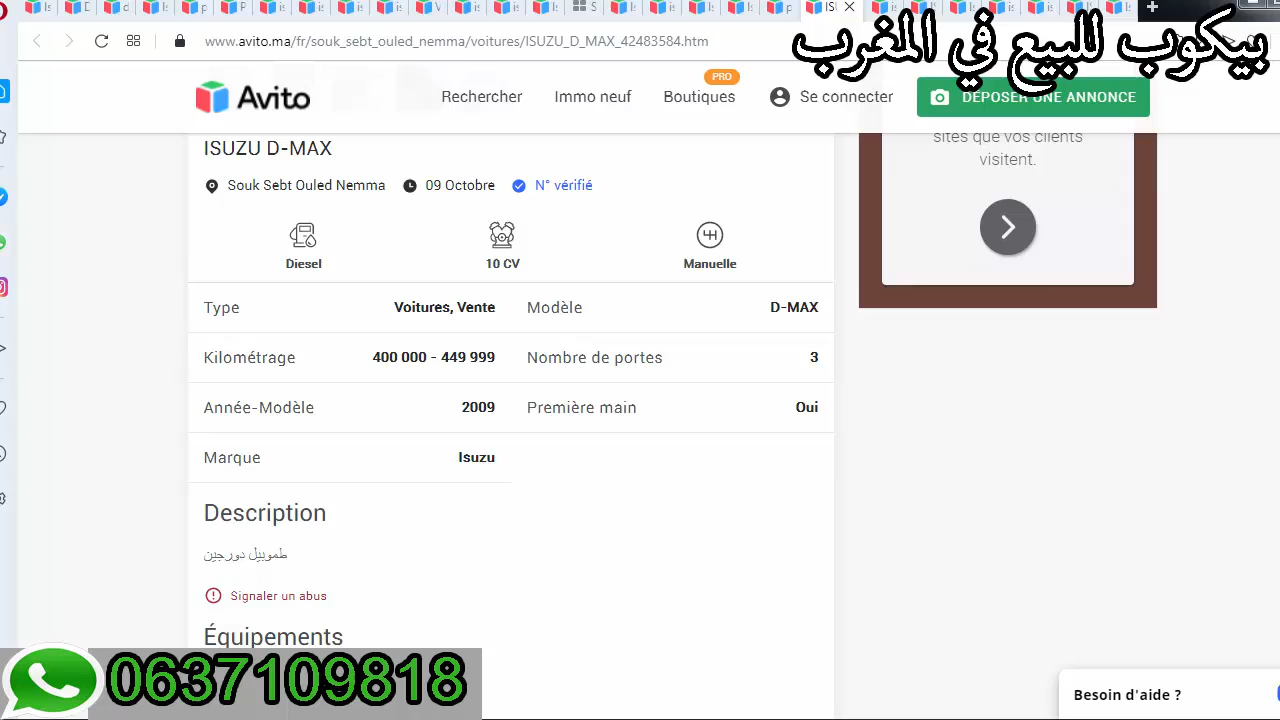 www.avito.ma/fr/souk_sebt_ouled_nemma/voitures/ISUZU_D_MAX_42483584.htm
بيكوب للبيع في المغرب
Avito
Rechercher
Immo neuf
PRO
Boutiques
Se connecter
DÉPOSER UNE ANNONCE
sites que vos clients
visitent.
ISUZU D-MAX
Souk Sebt Ouled Nemma
09 Octobre
N° vérifié
Diesel
10 CV
Manuelle
Type
Voitures, Vente
Modèle
D-MAX
Kilométrage
400 000 - 449 999
Nombre de portes
3
Année-Modèle
2009
Première main
Oui
Marque
Isuzu
Description
طموبيل دورجين
Signaler un abus
Équipements
0637109818
Besoin d'aide ?